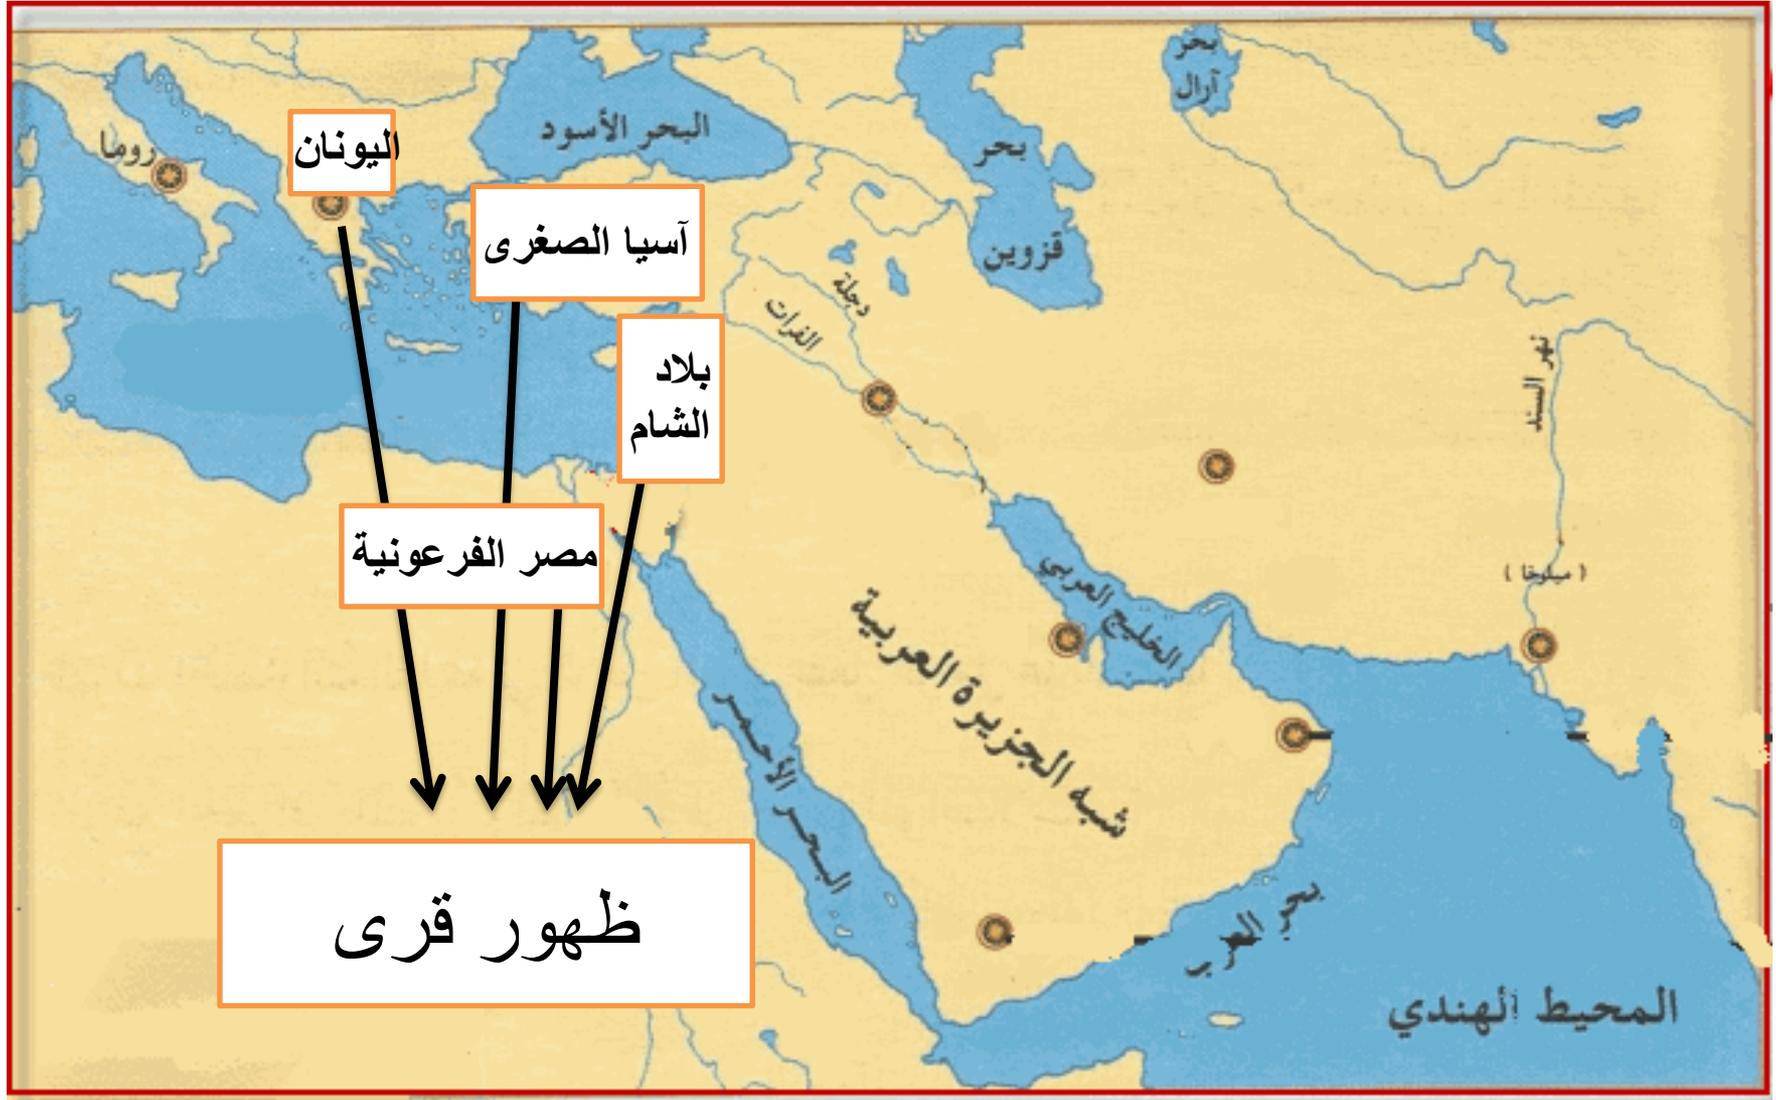 بحر
آرال
البحر الأسود
اليونان
روما
بحر
قزوين
آسيا الصغرى
دجلة
الفرات
بلاد
الشام
نهر السند
مصر الفرعونية
( ميلوخا )
الخليج العربي
شبه الجزيرة العربية
البحر الأحمر
ظهور قرى
بحر العرب
المحيط الهندي